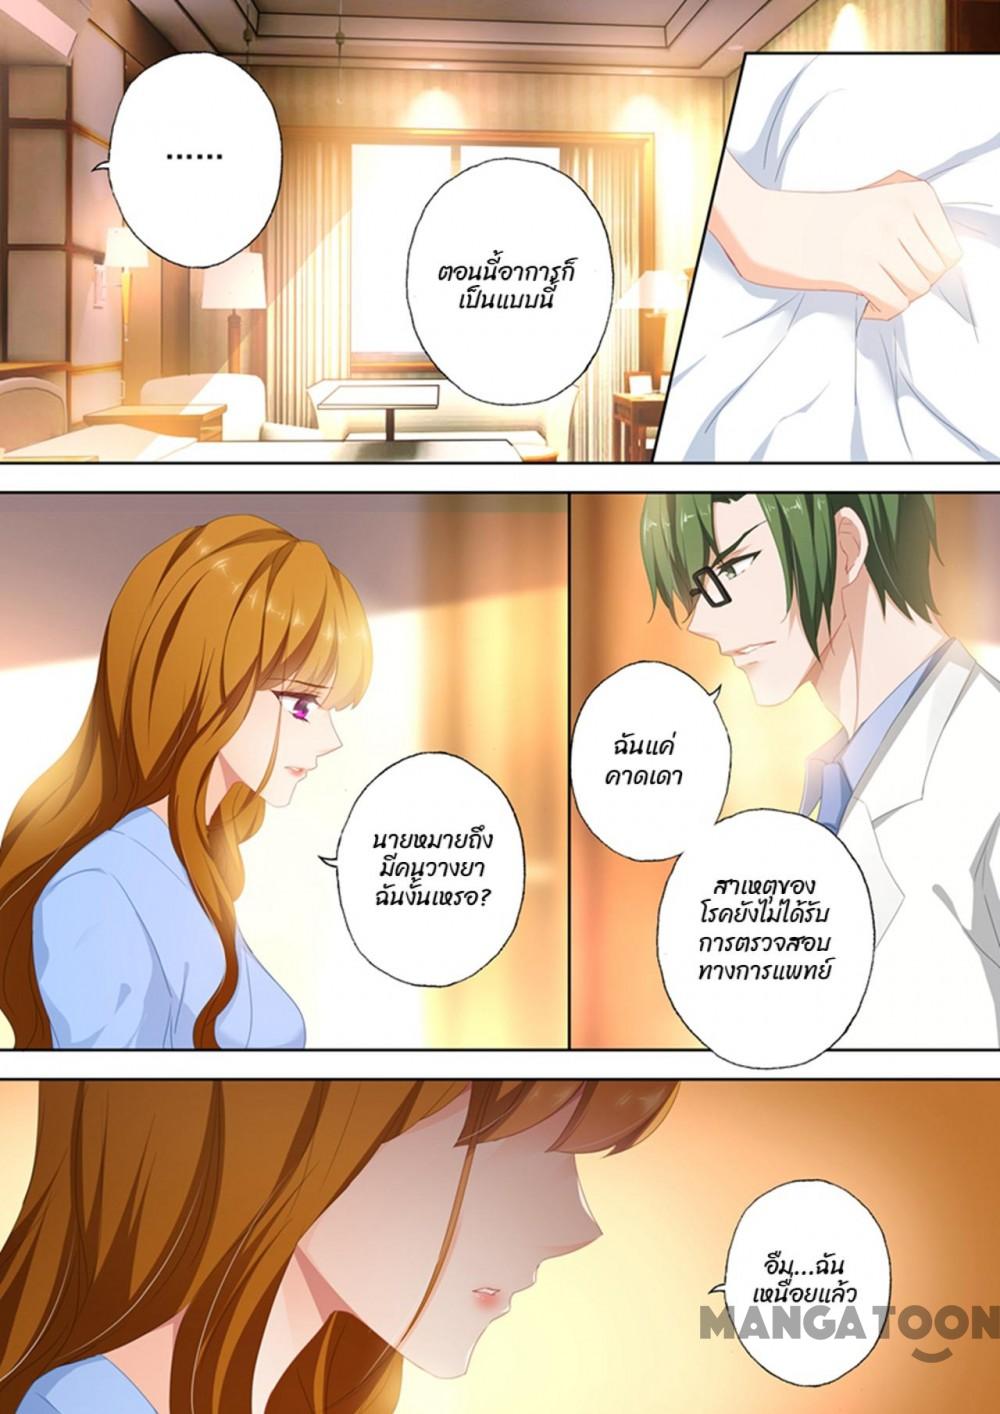 ......
ตอนนี้อาการก็
เป็นแบบนี้
นายหมายถึง
มีคนวางยา
ฉันงั้นเหรอ?
ฉันแค่
คาดเดา
สาเหตุของ
โรคยังไม่ได้รับ
การตรวจสอบ
ทางการแพทย์
อืม...ฉัน
เหนื่อยแล้ว
MANGATOON